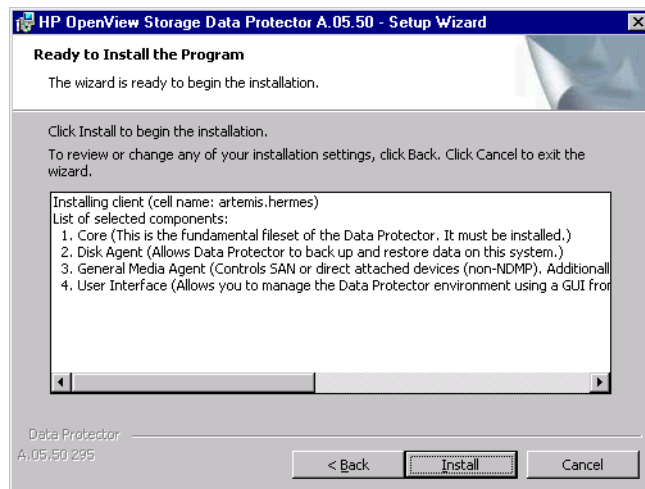 HP OpenView Storage Data Protector A.05.50 - Setup Wizard
Ready to Install the Program
The wizard is ready to begin the installation.
Click Install to begin the installation.
To review or change any of your installation settings, click Back. Click Cancel to exit the
wizard.
Installing client (cell name: artemis.hermes)
List of selected components:
1. Core (This is the fundamental fileset of the Data Protector. It must be installed.)
2. Disk Agent (Allows Data Protector to back up and restore data on this system.)
3. General Media Agent (Controls SAN or direct attached devices (non-NDMP). Additionall
4. User Interface (Allows you to manage the Data Protector environment using a GUI fror
Data Protector
A.05.50 295
< Back
Install
Cancel